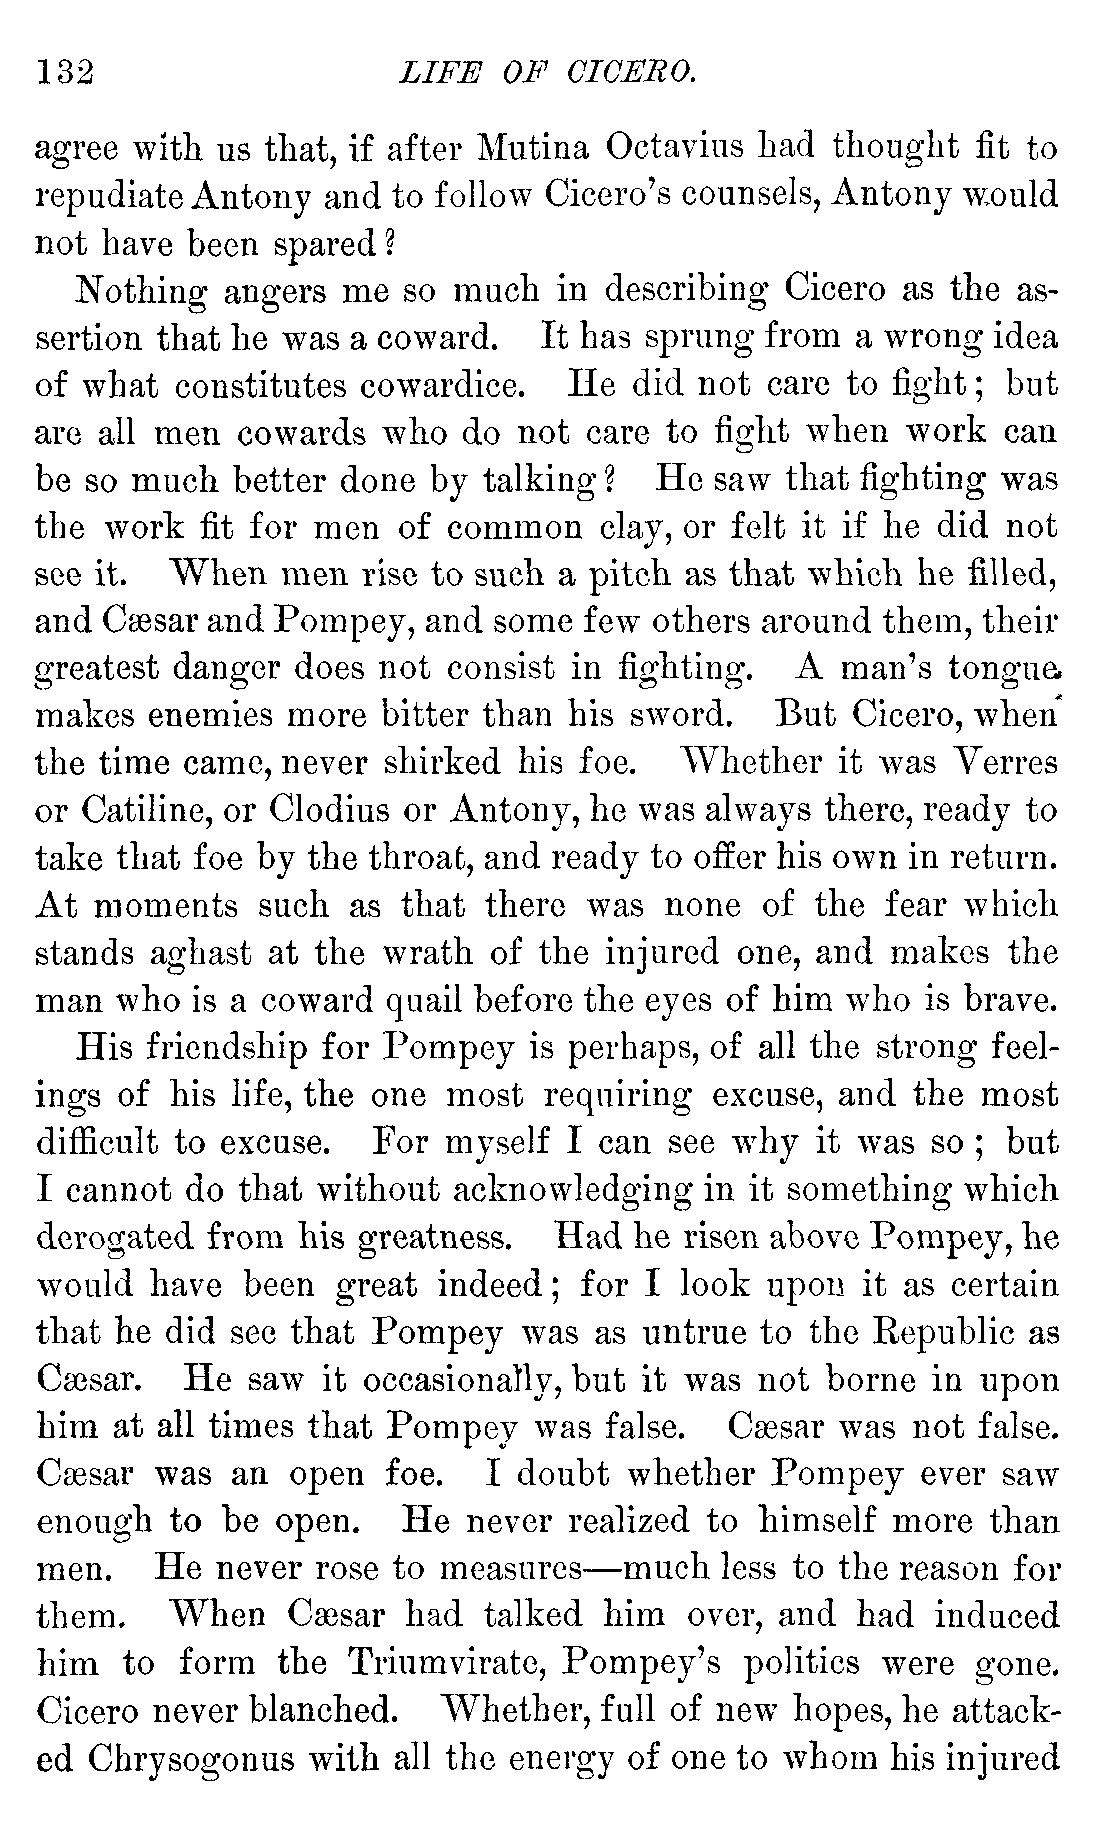 132 LIFE OF CICERO.
agree with us that, if after Mutina Octavius had thought fit to
repudiate Antony and to follow Cicero's counsels, Antony would
not have been spared?
Nothing angers me so much in describing Cicero as the as-
sertion that he was a coward. It has sprung from a wrong idea
of what constitutes cowardice. He did not care to fight; but
are all men cowards who do not care to fight when work can
be so much better done by talking? He saw that fighting was
the work fit for men of common clay, or felt it if he did not
see it. When men rise to such a pitch as that which he filled,
and Cæsar and Pompey, and some few others around them, their
greatest danger does not consist in fighting. A man's tongue
makes enemies more bitter than his sword. But Cicero, when
the time came, never shirked his foe. Whether it was Verres
or Catiline, or Clodius or Antony, he was always there, ready to
take that foe by the throat, and ready to offer his own in return.
At moments such as that there was none of the fear which
stands aghast at the wrath of the injured one, and makes the
man who is a coward quail before the eyes of him who is brave.
His friendship for Pompey is perhaps, of all the strong feel-
ings of his life, the one most requiring excuse, and the most
difficult to excuse. For myself I can see why it was so; but
I cannot do that without acknowledging in it something which
derogated from his greatness. Had he risen above Pompey, he
would have been great indeed; for I look upon it as certain
that he did see that Pompey was as untrue to the Republic as
Cæsar. He saw it occasionally, but it was not borne in upon
him at all times that Pompey was false. Cæsar was not false.
Cæsar was an open foe. I doubt whether Pompey ever saw
enough to be open. He never realized to himself more than
men. He never rose to measures—much less to the reason for
them. When Cæsar had talked him over, and had induced
him to form the Triumvirate, Pompey's politics were gone.
Cicero never blanched. Whether, full of new hopes, he attack-
ed Chrysogonus with all the energy of one to whom his injured